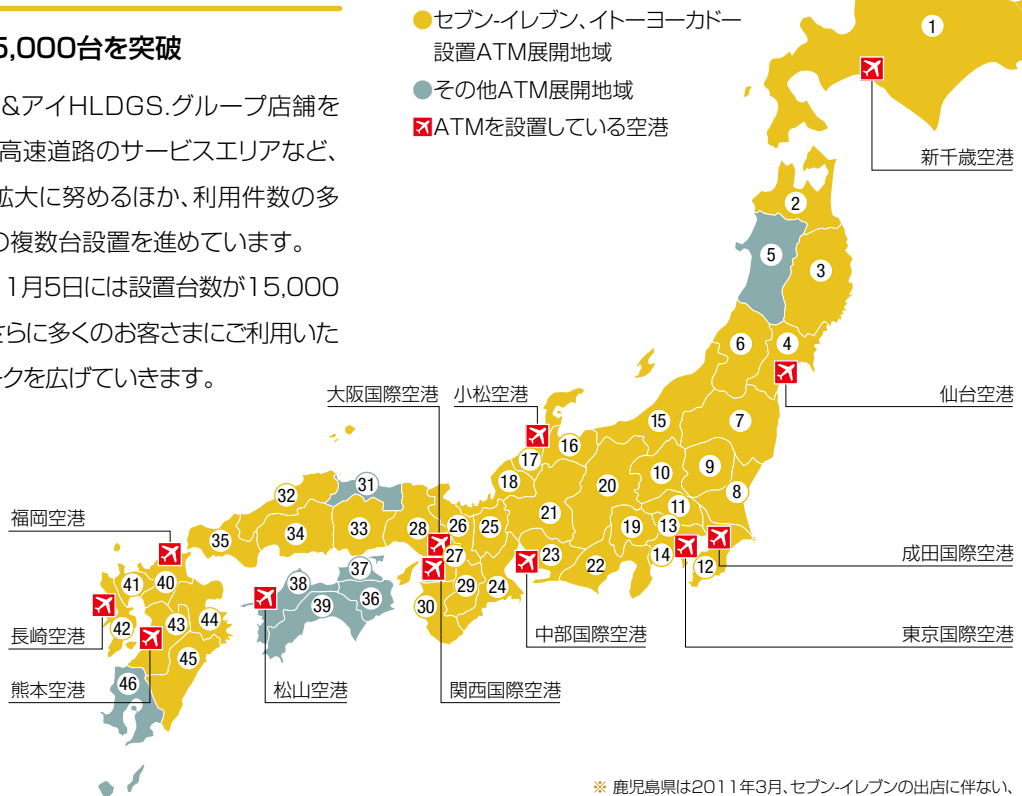 5,000台を突破
&アイHLDGS.グループ店舗を
高速道路のサービスエリアなど、
拡大に努めるほか、利用件数の多
の複数台設置を進めています。
1月5日には設置台数が15,000
さらに多くのお客さまにご利用いた
ークを広げていきます。
●セブン-イレブン、イトーヨーカドー
設置ATM展開地域
●その他ATM展開地域
ATMを設置している空港
1
新千歳空港
2
5
3
6
4
仙台空港
大阪国際空港
小松空港
7
15
16
17
18
10
9
8
20
11
31
32
福岡空港
35
34
33
28
26
25
21
19
13
14
12
成田国際空港
27
23
22
41
40
37
38
36
39
29
24
30
43
44
42
45
46
長崎空港
熊本空港
松山空港
関西国際空港
中部国際空港
東京国際空港
※ 鹿児島県は2011年3月、セブン-イレブンの出店に伴ない、